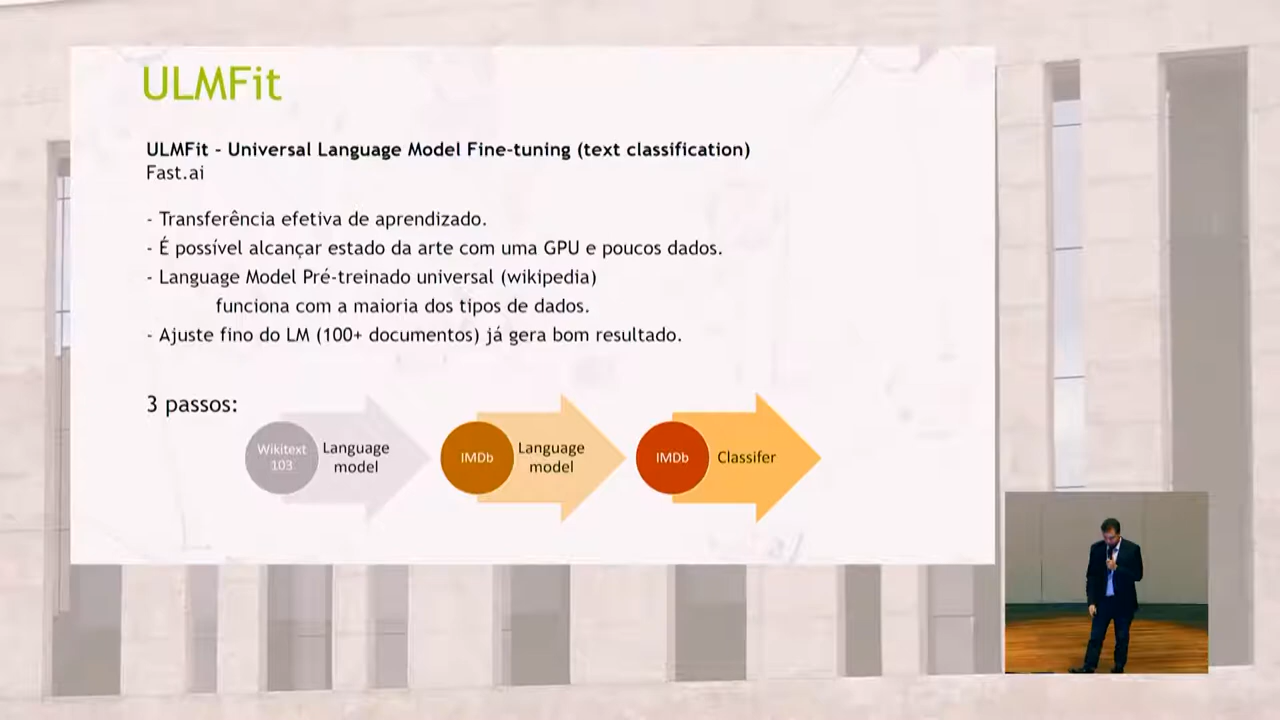 ULMFit
ULMFit - Universal Language Model Fine-tuning (text classification)
Fast.ai
- Transferência efetiva de aprendizado.
- É possível alcançar estado da arte com uma GPU e poucos dados.
- Language Model Pré-treinado universal (wikipedia)
funciona com a maioria dos tipos de dados.
- Ajuste fino do LM (100+ documentos) já gera bom resultado.
3 passos:
Wikitext
103
Language
model
IMDb
Language
model
IMDb
Classifer